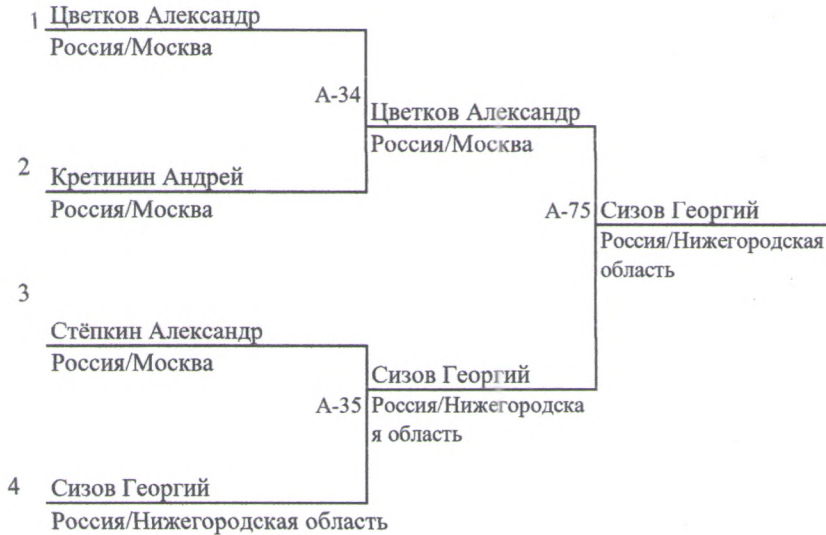 1 Цветков Александр
Россия/Москва
А-34
Цветков Александр
Россия/Москва
2 Кретинин Андрей
Россия/Москва
А-75 Сизов Георгий
Россия/Нижегородская
область
3
Стёпкин Александр
Россия/Москва
Сизов Георгий
А-35 Россия/Нижегородска
я область
4 Сизов Георгий
Россия/Нижегородская область